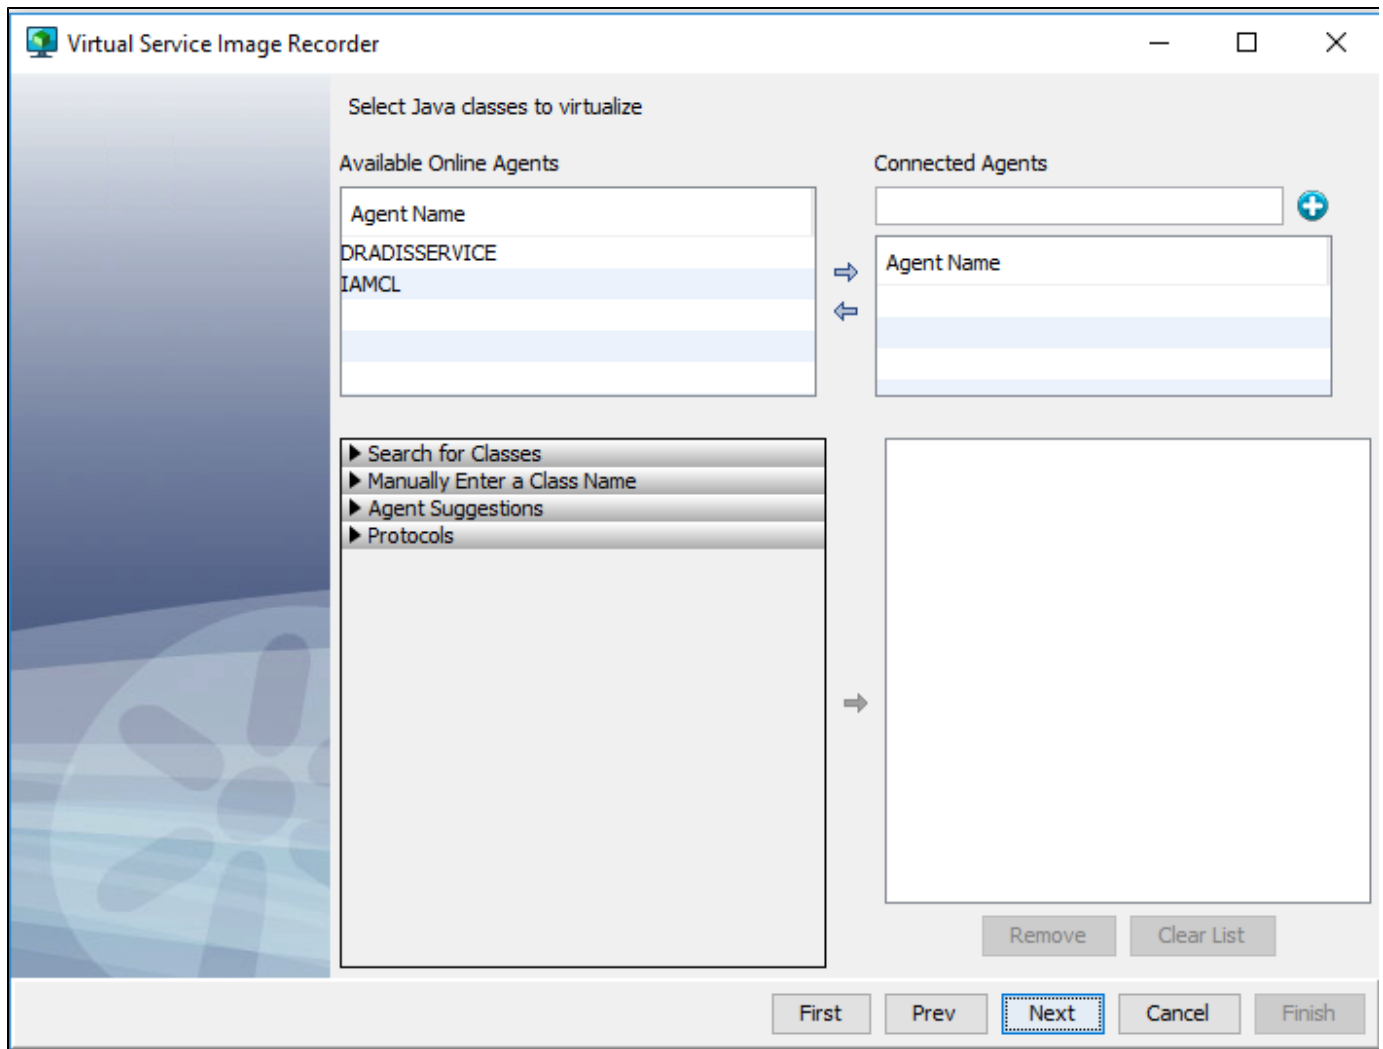 Virtual Service Image Recorder
Select Java classes to virtualize
Available Online Agents
Connected Agents
Agent Name
DRADISSERVICE
IAMCL
Agent Name
Search for Classes
Manually Enter a Class Name
Agent Suggestions
Protocols
Remove
Clear List
First
Prev
Next
Cancel
Finish